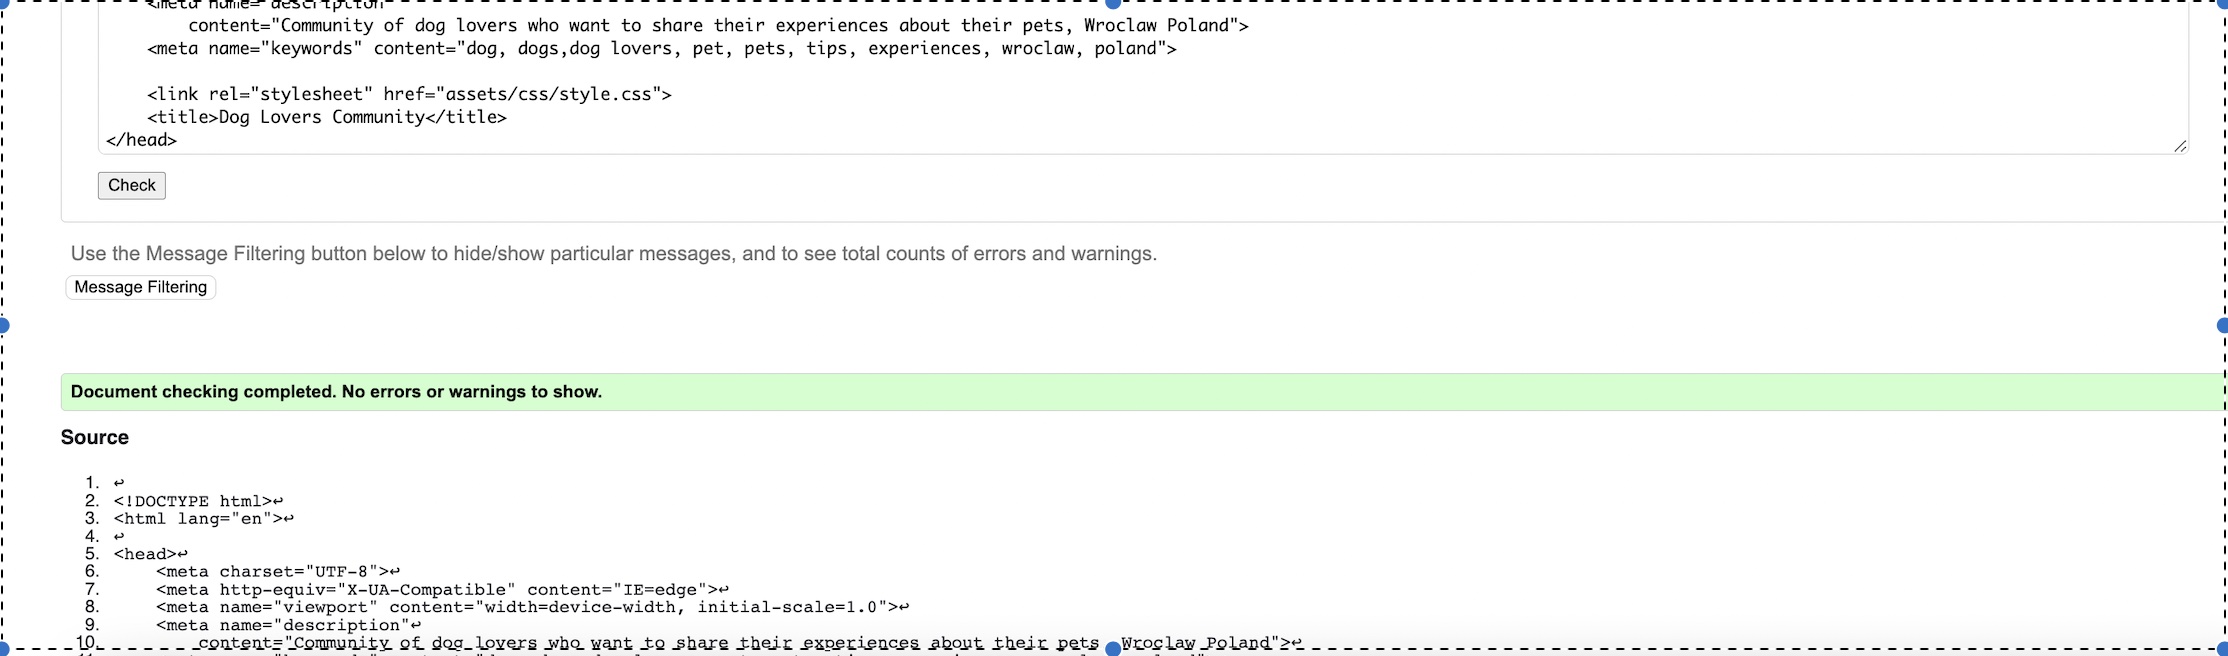 <meta name="description"
content="Community of dog lovers who want to share their experiences about their pets, Wroclaw Poland">
<meta name="keywords" content="dog, dogs,dog lovers, pet, pets, tips, experiences, wroclaw, poland">
<link rel="stylesheet" href="assets/css/style.css">
<title>Dog Lovers Community</title>
</head>
Check
Use the Message Filtering button below to hide/show particular messages, and to see total counts of errors and warnings.
Message Filtering
Document checking completed. No errors or warnings to show.
Source
1. ↩
2. <!DOCTYPE html>↩
3. <html lang="en">↩
4. ↩
5. <head>↩
6. <meta charset="UTF-8">↩
7. <meta http-equiv="X-UA-Compatible" content="IE=edge">↩
8. <meta name="viewport" content="width=device-width, initial-scale=1.0">↩
9. <meta name="description"↩
10. content="Community of dog lovers who want to share their experiences about their pets, Wroclaw Poland">↩